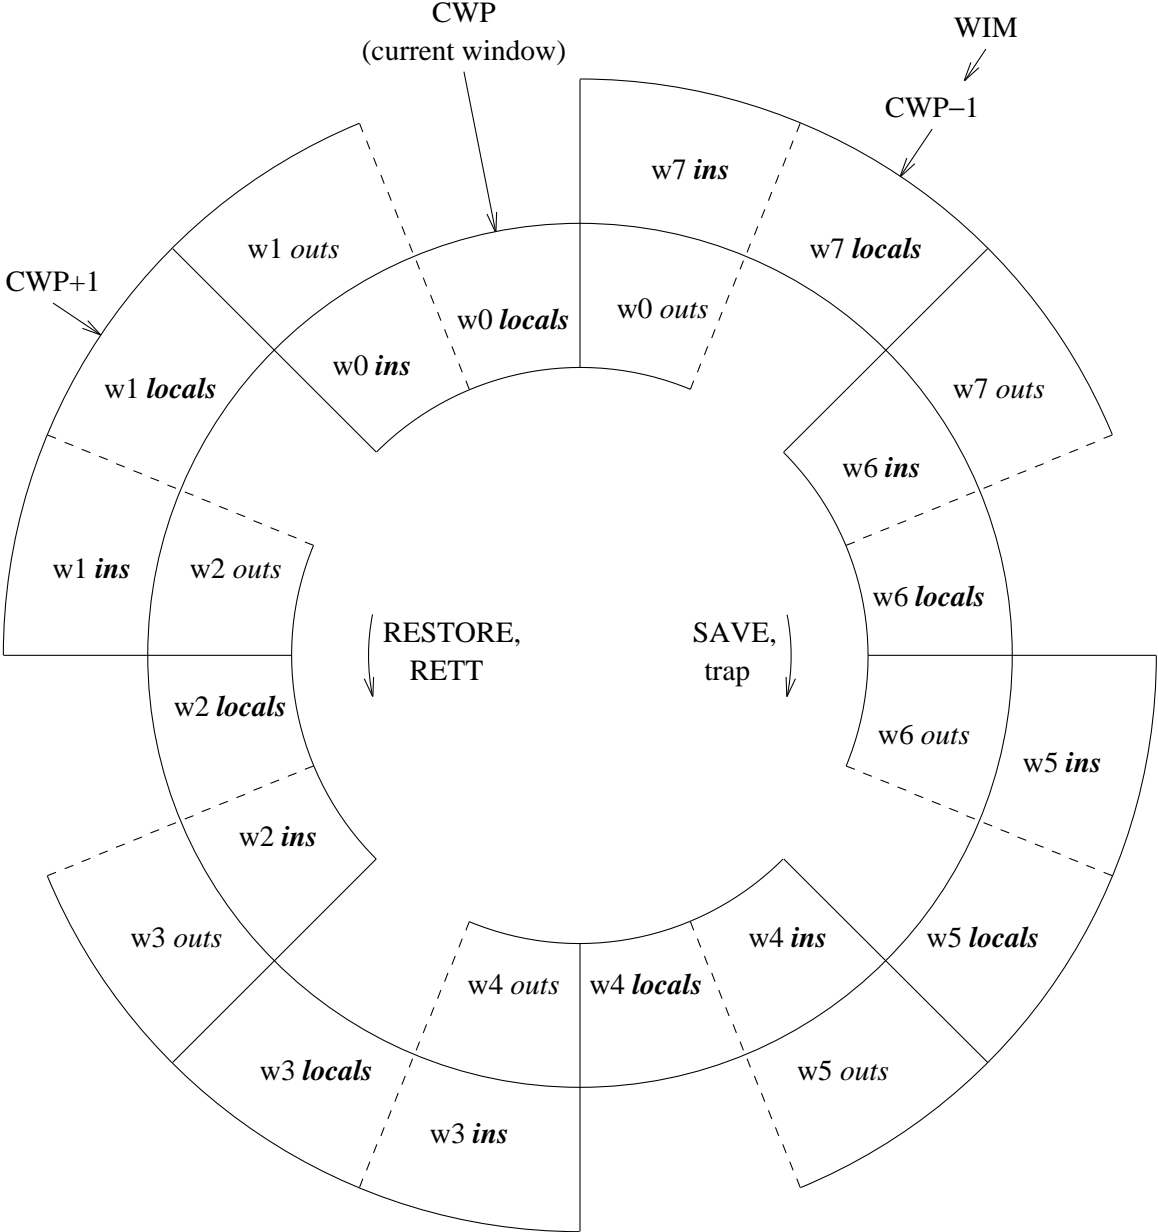 CWP
(current window)
WIM
CWP−1
w7 ins
w1 outs
w7 locals
CWP+1
w0 locals
w0 outs
w0 ins
w1 locals
w7 outs
w6 ins
w1 ins
w2 outs
w6 locals
RESTORE,
RETT
SAVE,
trap
w2 locals
w6 outs
w5 ins
w2 ins
w3 outs
w4 ins
w5 locals
w4 outs
w4 locals
w3 locals
w5 outs
w3 ins